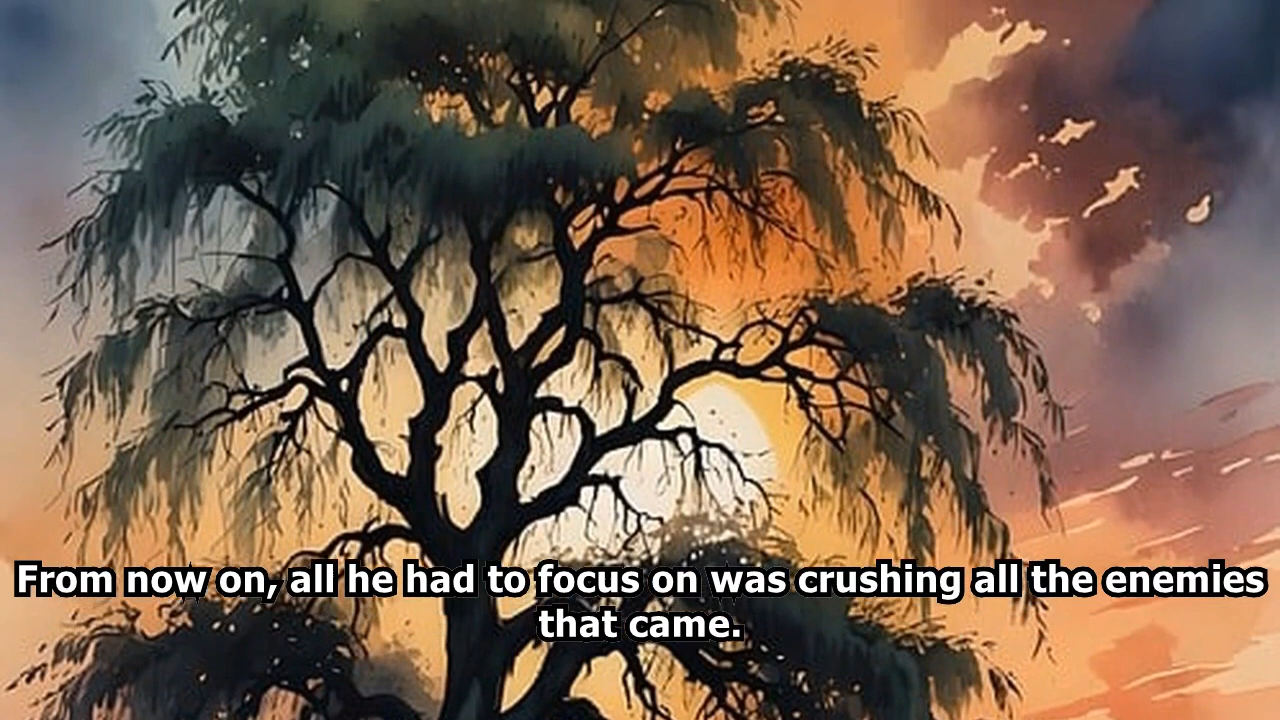 From now on, all he had to focus on was crushing all the enemies
that came.